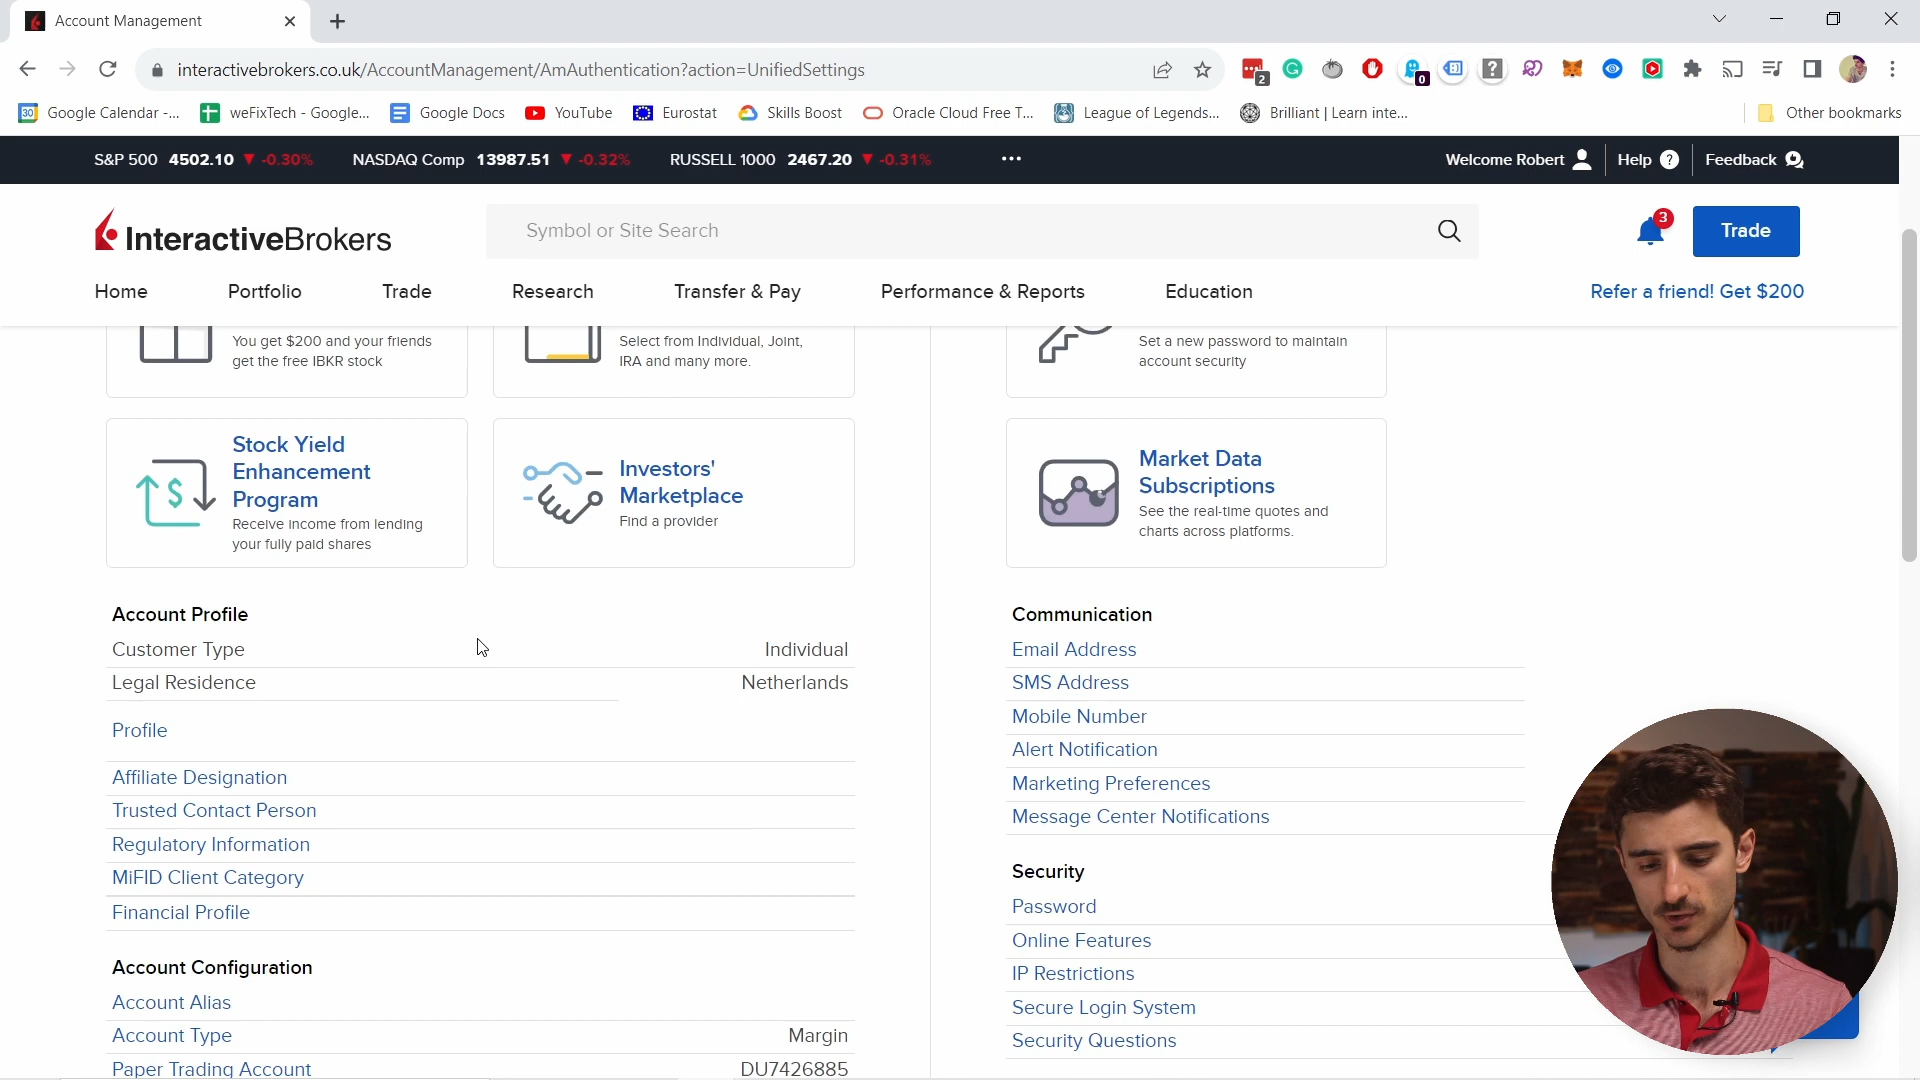 Account Management
interactivebrokers.co.uk/AccountManagement/AmAuthentication?action=UnifiedSettings
2
0
30
Google Calendar -...
weFixTech - Google...
Google Docs
YouTube
Eurostat
Skills Boost
Oracle Cloud Free T...
League of Legends...
Brilliant | Learn inte...
Other bookmarks
S&P 500 4502.10 ▼ -0.30%
NASDAQ Comp 13987.51 ▼ -0.32%
RUSSELL 1000 2467.20 ▼ -0.31%
•••
Welcome Robert
Help ?
Feedback
InteractiveBrokers
Symbol or Site Search
3
Trade
Home
Portfolio
Trade
Research
Transfer & Pay
Performance & Reports
Education
Refer a friend! Get $200
You get $200 and your friends
get the free IBKR stock
Select from Individual, Joint,
IRA and many more.
Set a new password to maintain
account security
Stock Yield
Enhancement
Program
Receive income from lending
your fully paid shares
Investors'
Marketplace
Find a provider
Market Data
Subscriptions
See the real-time quotes and
charts across platforms.
Account Profile
Customer Type Individual
Legal Residence Netherlands
Profile
Affiliate Designation
Trusted Contact Person
Regulatory Information
MiFID Client Category
Financial Profile
Account Configuration
Account Alias
Account Type Margin
Paper Trading Account DU7426885
Communication
Email Address
SMS Address
Mobile Number
Alert Notification
Marketing Preferences
Message Center Notifications
Security
Password
Online Features
IP Restrictions
Secure Login System
Security Questions